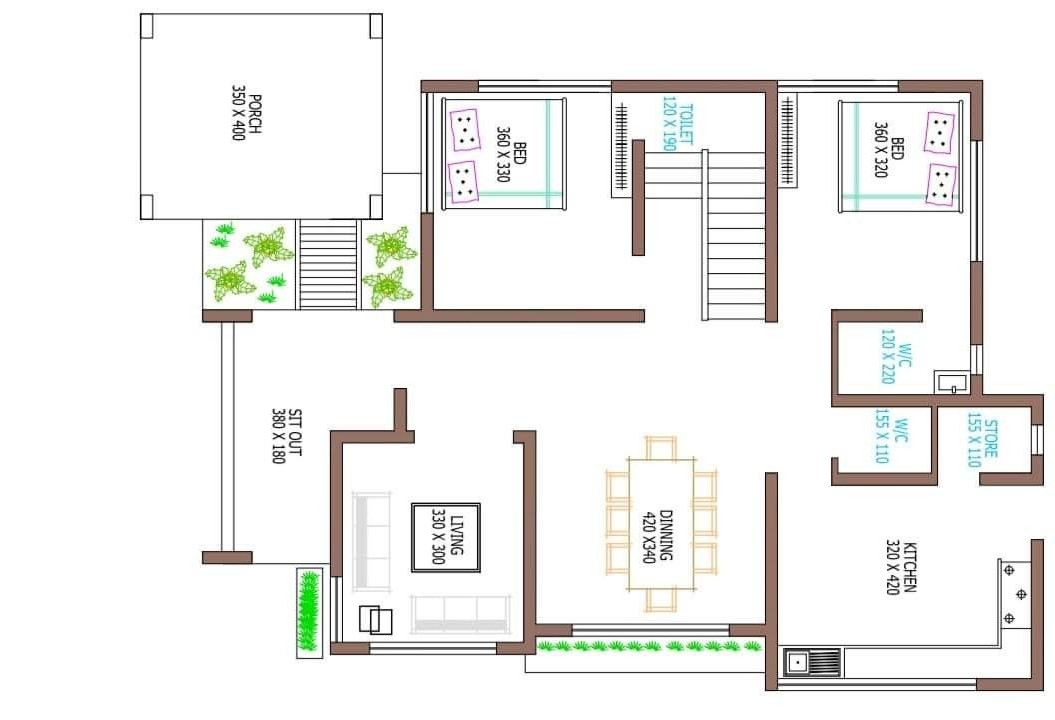 PORCH
350 X 400
BED
360 X 330
TOILET
120 X 190
BED
360 X 320
W/C
120 X 220
SIT OUT
380 X 180
W/C
155 X 110
STORE
155 X 110
LIVING
330 X 300
DINNING
420 X340
KITCHEN
320 X 420